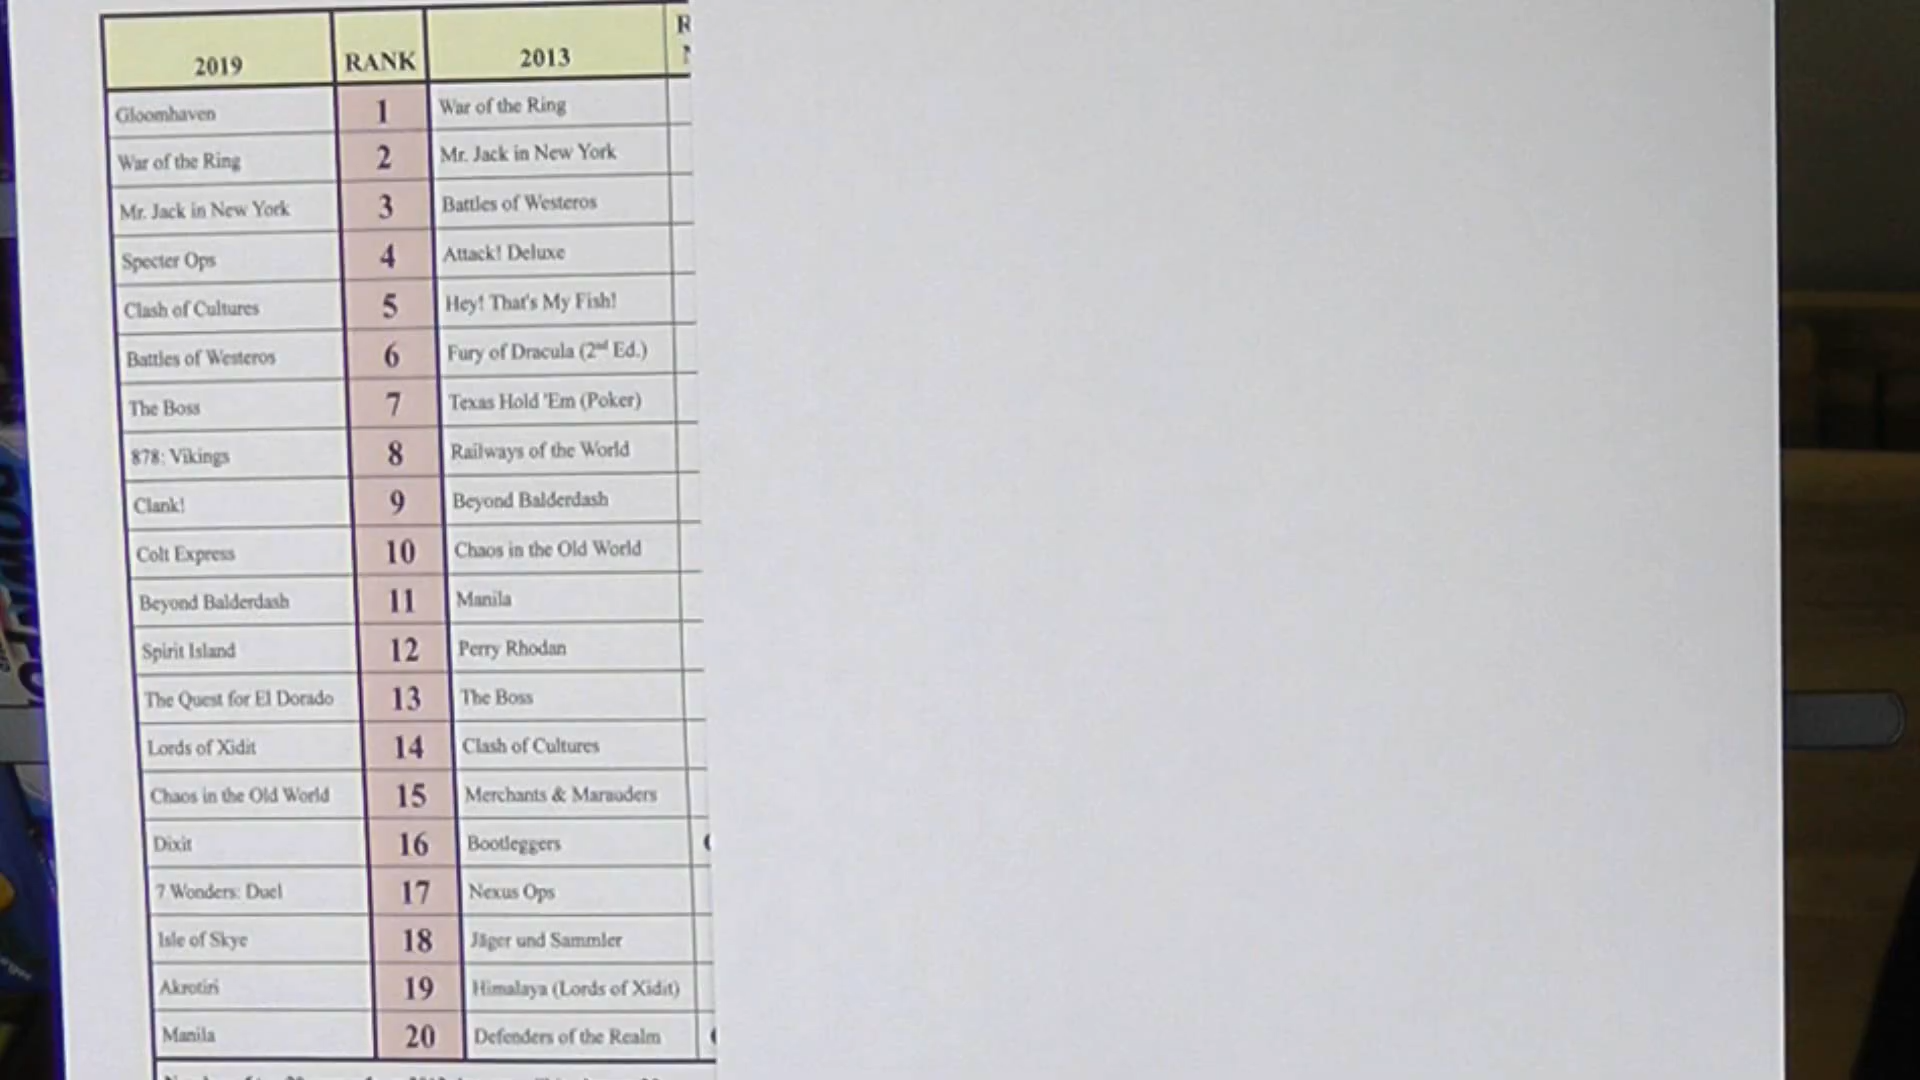 2019 RANK 2013
Gloomhaven 1 War of the Ring
War of the Ring 2 Mr. Jack in New York
Mr. Jack in New York 3 Battles of Westeros
Specter Ops 4 Attack! Deluxe
Clash of Cultures 5 Hey! That's My Fish!
Battles of Westeros 6 Fury of Dracula (2nd Ed.)
The Boss 7 Texas Hold 'Em (Poker)
878: Vikings 8 Railways of the World
Clank! 9 Beyond Balderdash
Colt Express 10 Chaos in the Old World
Beyond Balderdash 11 Manila
Spirit Island 12 Perry Rhodan
The Quest for El Dorado 13 The Boss
Lords of Xidit 14 Clash of Cultures
Chaos in the Old World 15 Merchants & Marauders
Dixit 16 Bootleggers
7 Wonders: Duel 17 Nexus Ops
Isle of Skye 18 Jäger und Sammler
Akrotiri 19 Himalaya (Lords of Xidit)
Manila 20 Defenders of the Realm